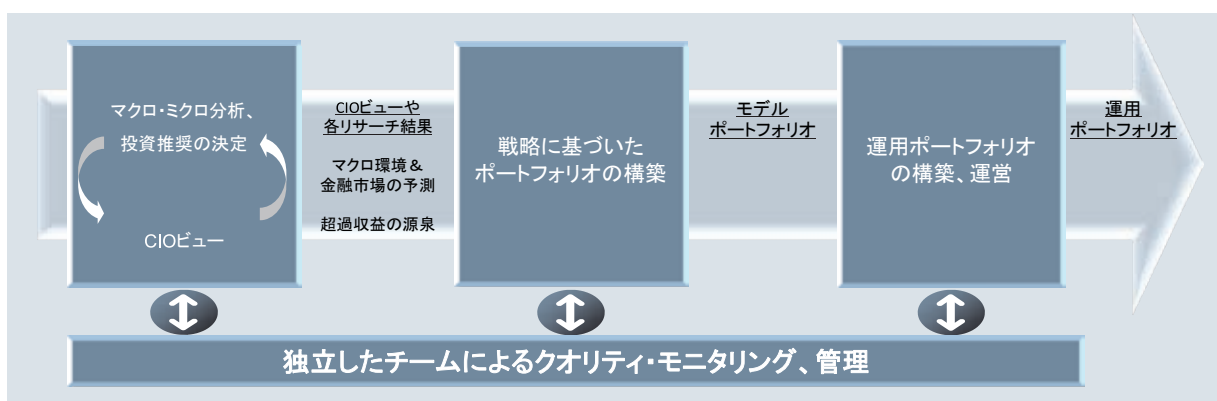 マクロ・ミクロ分析、
投資推奨の決定
CIOビュー
CIOビューや
各リサーチ結果
マクロ環境＆
金融市場の予測
超過収益の源泉
戦略に基づいた
ポートフォリオの構築
モデル
ポートフォリオ
運用ポートフォリオ
の構築、運営
運用
ポートフォリオ
独立したチームによるクオリティ・モニタリング、管理